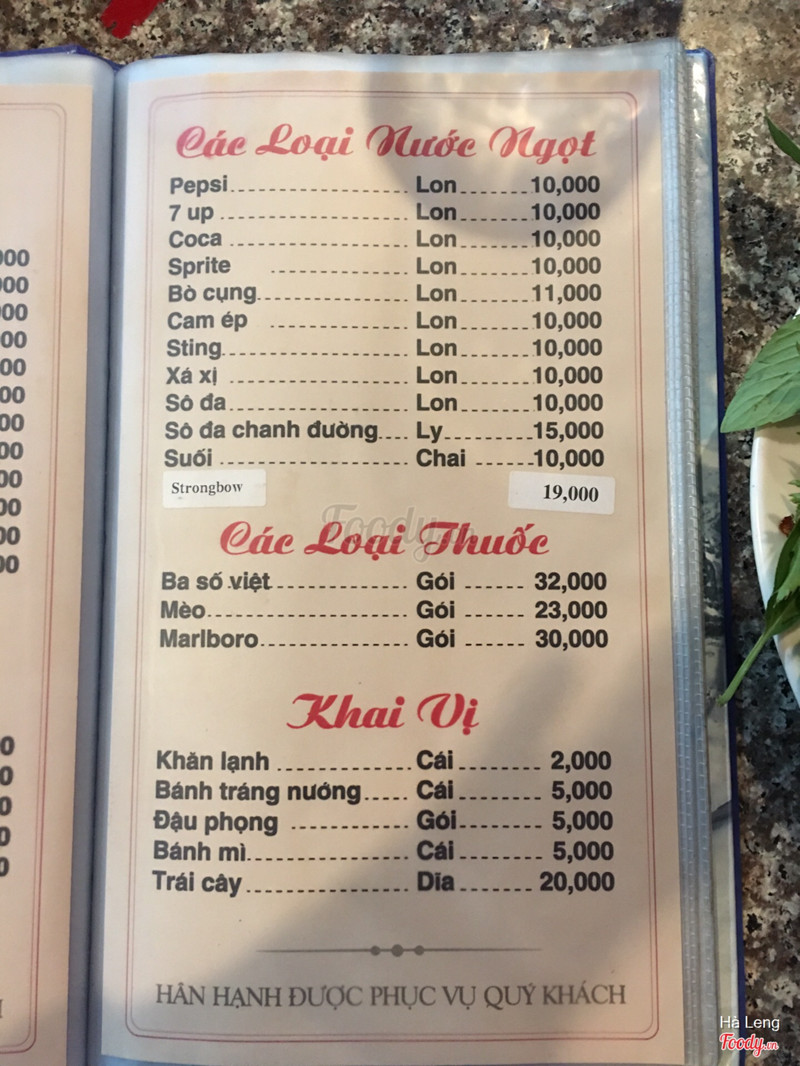 Các Loại Nước Ngọt
Pepsi Lon 10,000
7 up Lon 10,000
Coca Lon 10,000
Sprite Lon 10,000
Bò cụng Lon 11,000
Cam ép Lon 10,000
Sting Lon 10,000
Xá xị Lon 10,000
Sô đa Lon 10,000
Sô đa chanh đường Ly 15,000
Suối Chai 10,000
Strongbow 19,000
Các Loại Thuốc
Ba số việt Gói 32,000
Mèo Gói 23,000
Marlboro Gói 30,000
Khai Vị
Khăn lạnh Cái 2,000
Bánh tráng nướng Cái 5,000
Đậu phọng Gói 5,000
Bánh mì Cái 5,000
Trái cây Dĩa 20,000
HÂN HẠNH ĐƯỢC PHỤC VỤ QUÝ KHÁCH
Hà Leng
Foody.vn